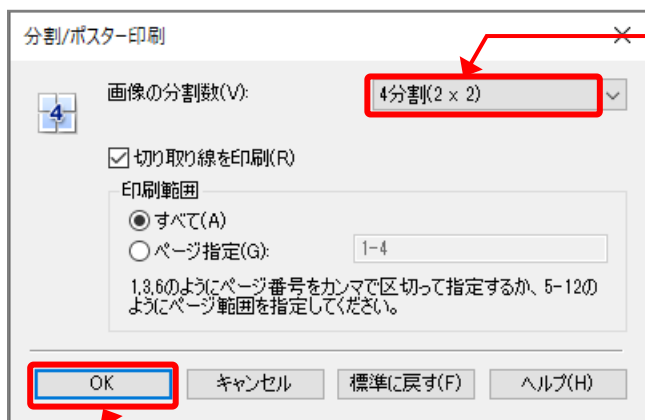 分割/ポスター印刷
4
画像の分割数(V):
4分割(2 x 2)
切り取り線を印刷(R)
印刷範囲
すべて(A)
ページ指定(G):
1-4
1,3,6のようにページ番号をカンマで区切って指定するか、5-12の
ようにページ範囲を指定してください。
OK
キャンセル
標準に戻す(F)
ヘルプ(H)